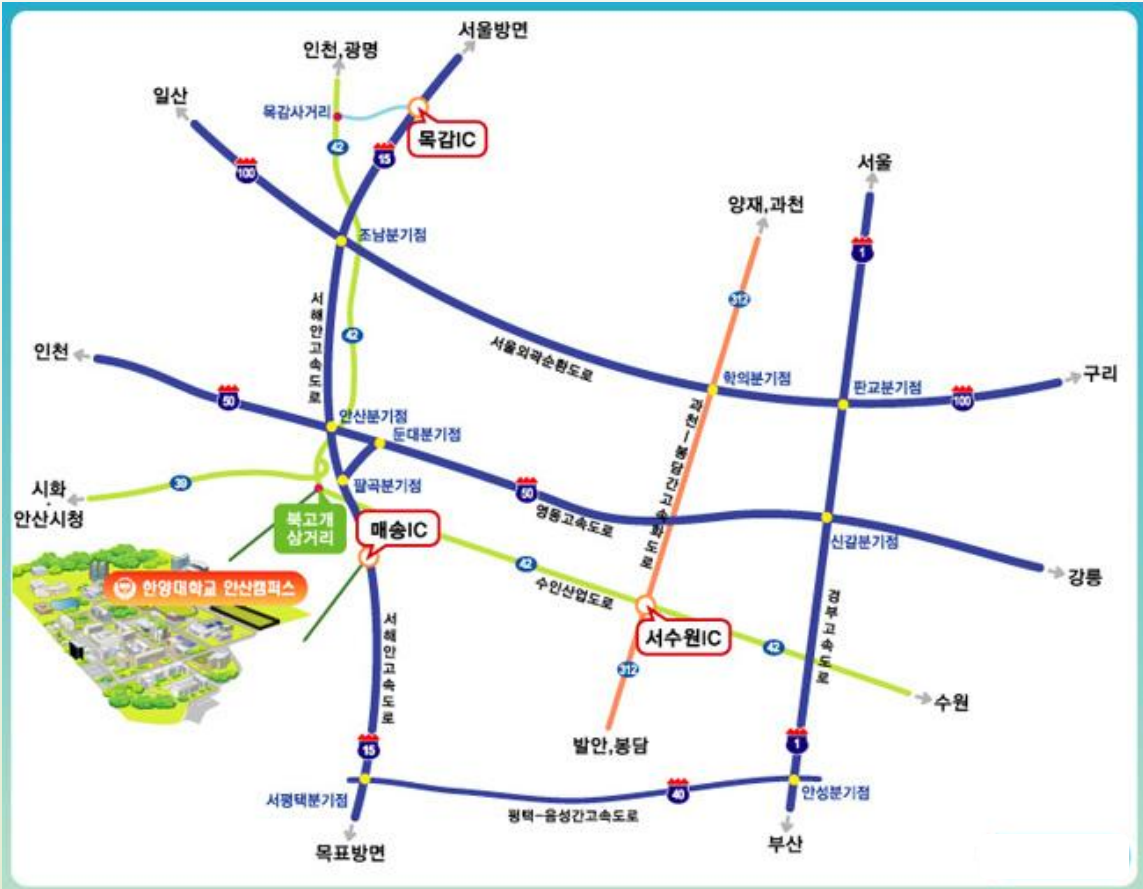 서울방면
인천,광명
일산
목감사거리
목감IC
42
15
100
서울
양재,과천
조남분기점
1
312
서해안고속도로
42
인천
서울외곽순환도로
학의분기점
판교분기점
구리
50
100
안산분기점
둔대분기점
과천-봉담간고속화도로
39
팔곡분기점
시화
안산시청
50
영동고속도로
북고개
삼거리
매송IC
신갈분기점
42
강릉
한양대학교 안산캠퍼스
수인산업도로
경부고속도로
서해안고속도로
서수원IC
42
312
수원
발안,봉담
15
1
서평택분기점
40
안성분기점
평택-음성간고속도로
목표방면
부산